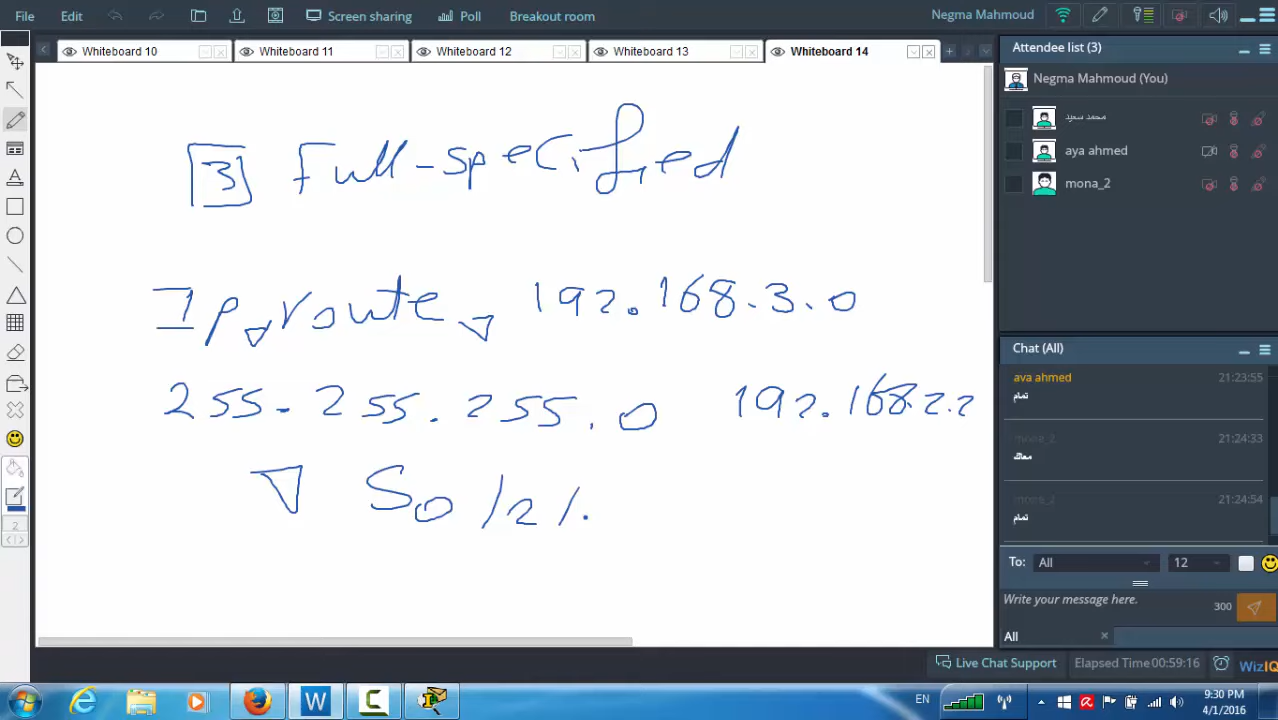 File Edit Screen sharing Poll Breakout room Negma Mahmoud
Whiteboard 10 Whiteboard 11 Whiteboard 12 Whiteboard 13 Whiteboard 14
Attendee list (3)
Negma Mahmoud (You)
محمد سعيد
aya ahmed
mona_2
3 Full-specified
Ip route 192.168.3.0
255.255.255.0 192.168.2.2
S0/2/.
Chat (All)
aya ahmed 21:23:55
تمام
mona_2 21:24:33
معاك
mona_2 21:24:54
تمام
To: All 12
Write your message here. 300
All
2
Live Chat Support Elapsed Time 00:59:16 WizIQ
EN 9:30 PM
4/1/2016